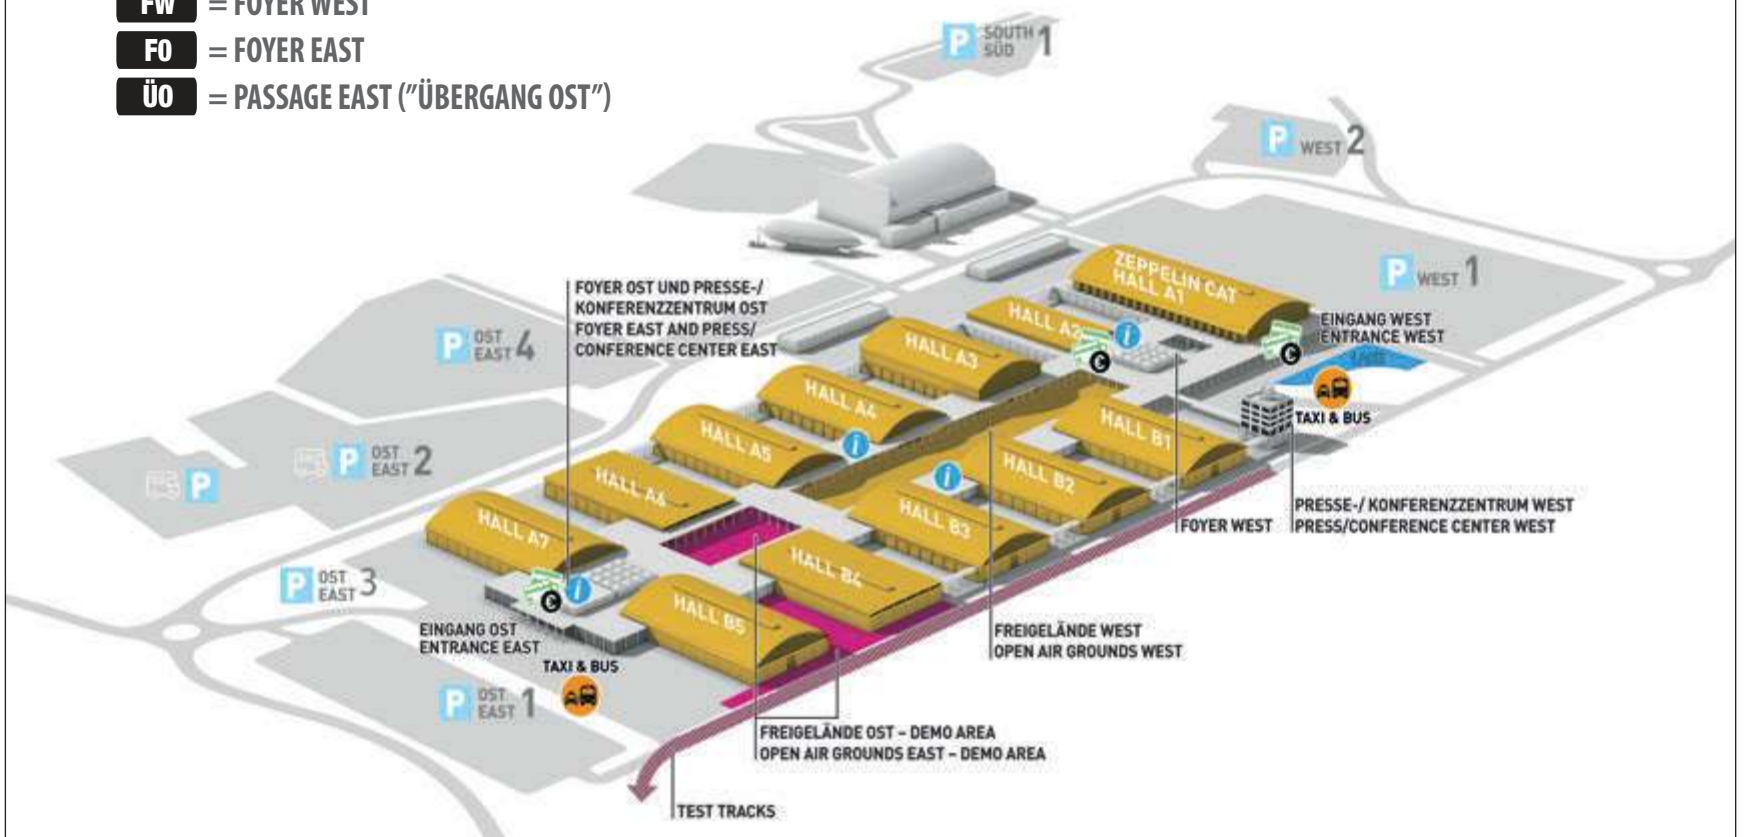 FW = FOYER WEST
FO = FOYER EAST
ÜO = PASSAGE EAST ("ÜBERGANG OST")
P SOUTH SÜD 1
P WEST 2
P WEST 1
ZEPPELIN CAT
HALL A1
HALL A2
EINGANG WEST
ENTRANCE WEST
TAXI & BUS
FOYER OST UND PRESSE-/
KONFERENZZENTRUM OST
FOYER EAST AND PRESS/
CONFERENCE CENTER EAST
P OST EAST 4
HALL A3
HALL A4
HALL A5
HALL A6
HALL A7
HALL B1
HALL B2
HALL B3
HALL B4
HALL B5
P OST EAST 2
P
P OST EAST 3
PRESSE-/ KONFERENZZENTRUM WEST
PRESS/CONFERENCE CENTER WEST
FOYER WEST
EINGANG OST
ENTRANCE EAST
TAXI & BUS
P OST EAST 1
FREIGELÄNDE WEST
OPEN AIR GROUNDS WEST
FREIGELÄNDE OST – DEMO AREA
OPEN AIR GROUNDS EAST – DEMO AREA
TEST TRACKS